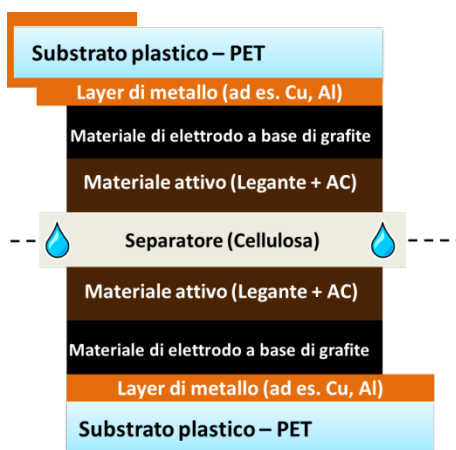 Substrato plastico – PET
Layer di metallo (ad es. Cu, Al)
Materiale di elettrodo a base di grafite
Materiale attivo (Legante + AC)
Separatore (Cellulosa)
Materiale attivo (Legante + AC)
Materiale di elettrodo a base di grafite
Layer di metallo (ad es. Cu, Al)
Substrato plastico – PET